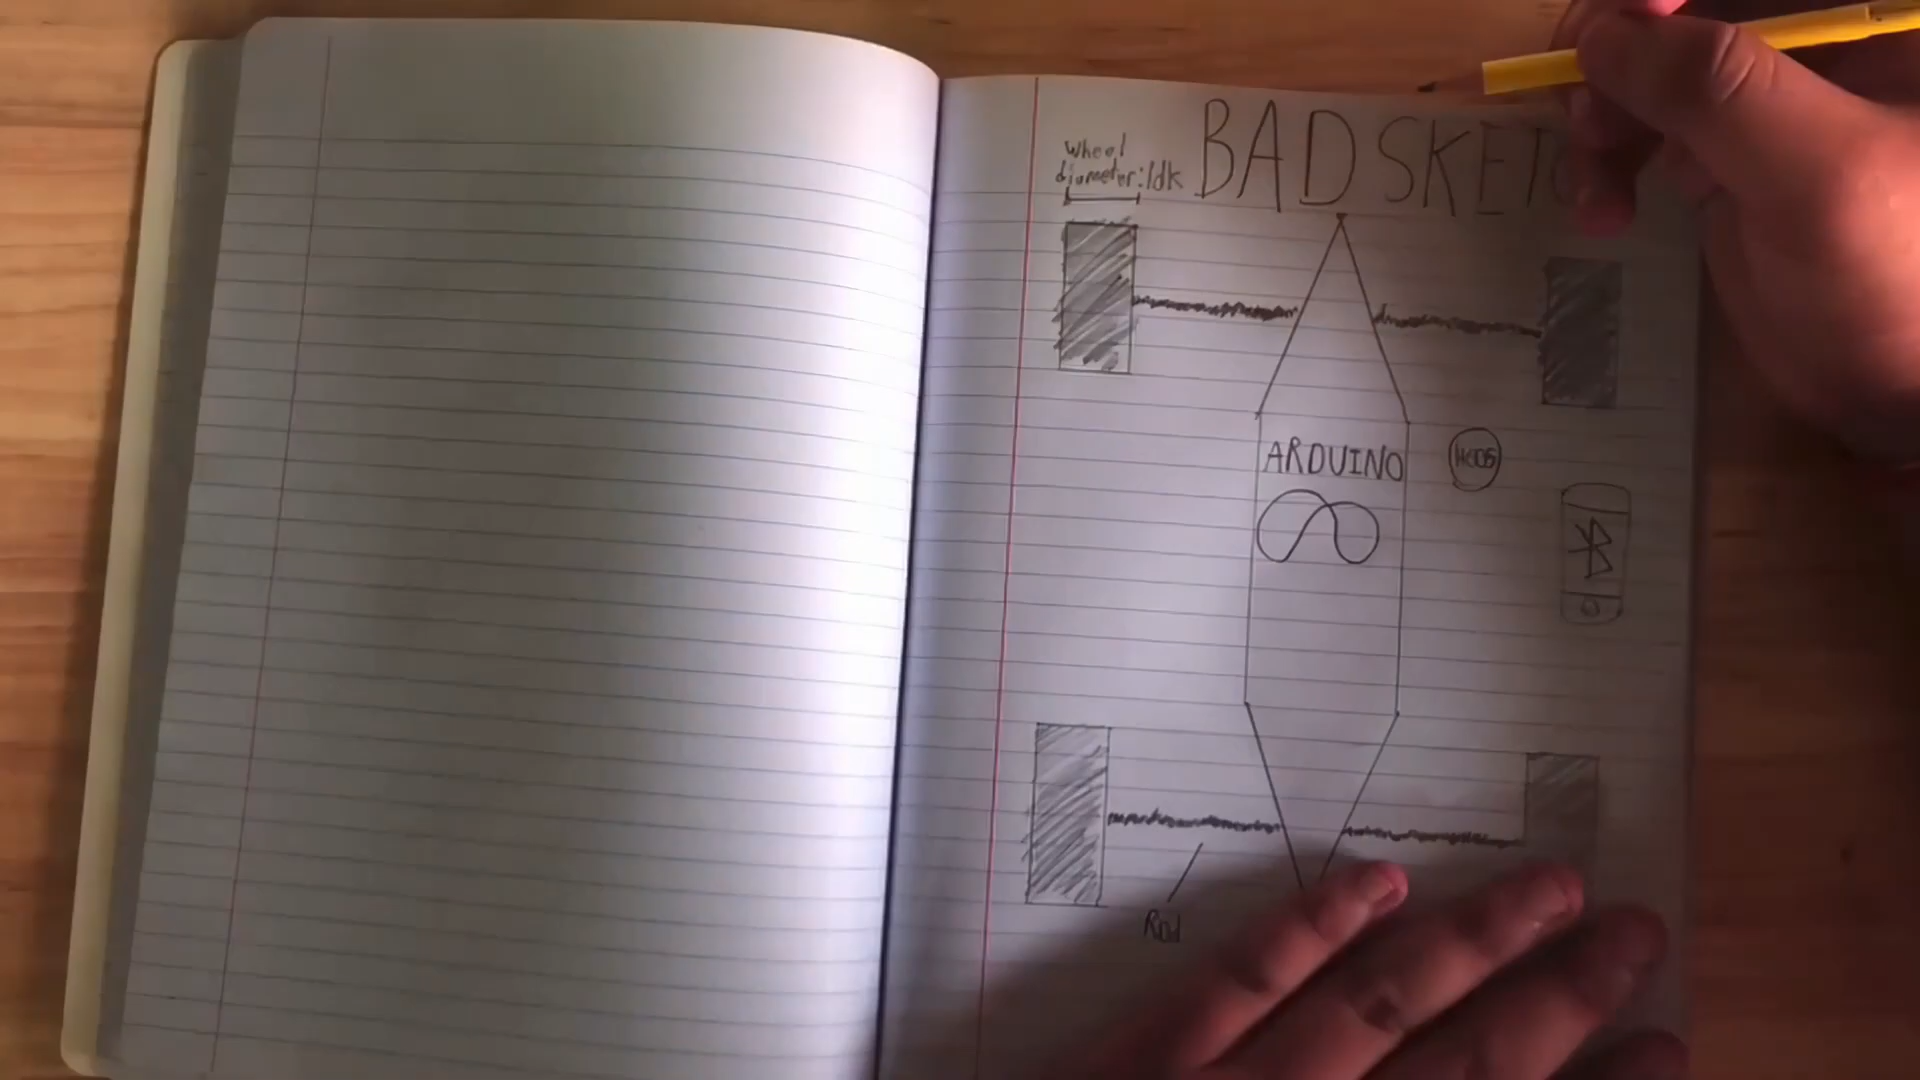 BAD SKETC
Wheel
diameter: Idk
ARDUINO
HC05
Rod